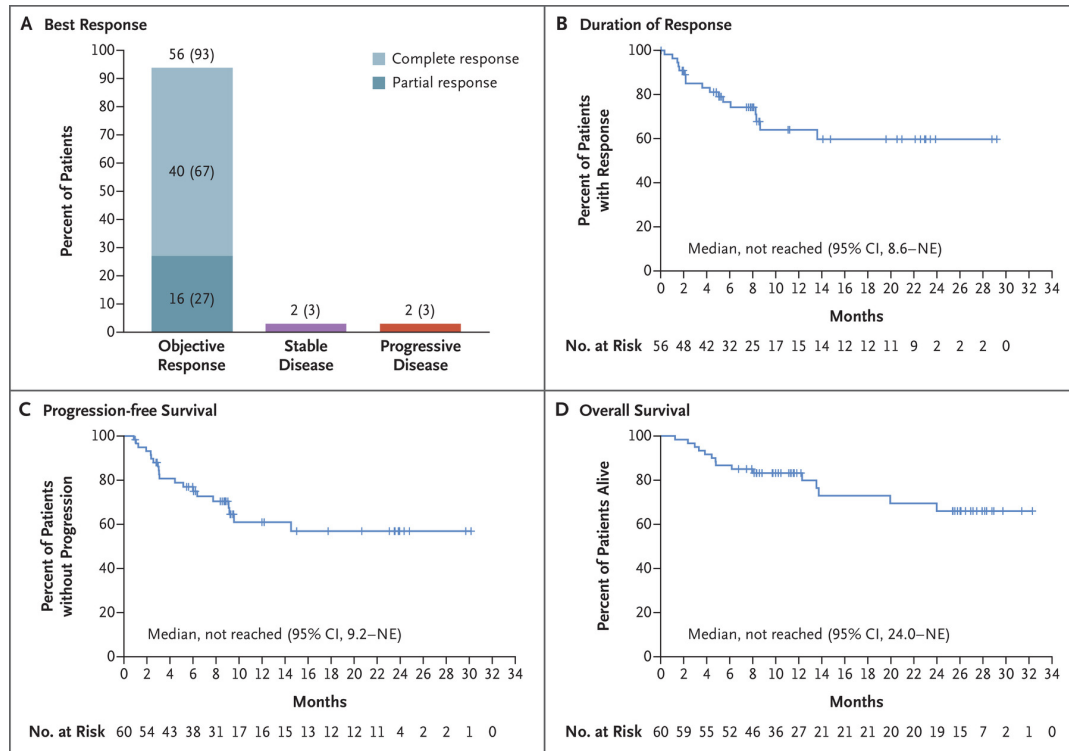 A Best Response
100
90
80
70
60
50
40
30
20
10
0
Percent of Patients
56 (93)
40 (67)
16 (27)
2 (3)
2 (3)
Complete response
Partial response
Objective Response
Stable Disease
Progressive Disease
B Duration of Response
100
80
60
40
20
0
Percent of Patients with Response
Median, not reached (95% CI, 8.6–NE)
0 2 4 6 8 10 12 14 16 18 20 22 24 26 28 30 32 34
Months
No. at Risk 56 48 42 32 25 17 15 14 12 12 11 9 2 2 2 0
C Progression-free Survival
100
80
60
40
20
0
Percent of Patients without Progression
Median, not reached (95% CI, 9.2–NE)
0 2 4 6 8 10 12 14 16 18 20 22 24 26 28 30 32 34
Months
No. at Risk 60 54 43 38 31 17 16 15 13 12 12 11 4 2 2 1 0
D Overall Survival
100
80
60
40
20
0
Percent of Patients Alive
Median, not reached (95% CI, 24.0–NE)
0 2 4 6 8 10 12 14 16 18 20 22 24 26 28 30 32 34
Months
No. at Risk 60 59 55 52 46 36 27 21 21 21 20 20 19 15 7 2 1 0